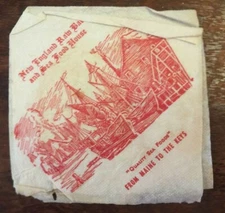 New England Raw Bar
and Sea Food House
"Quality Sea Foods"
FROM MAINE TO THE KEYS